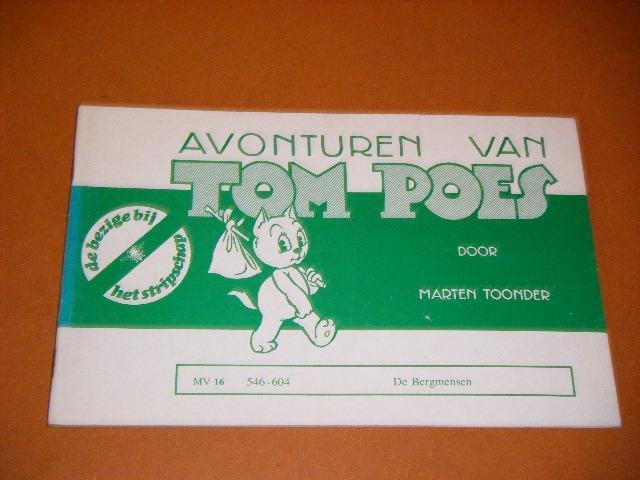 AVONTUREN VAN
TOM POES
de bezige bij
het stripschap
DOOR
MARTEN TOONDER
MV 16 546-604 De Bergmensen